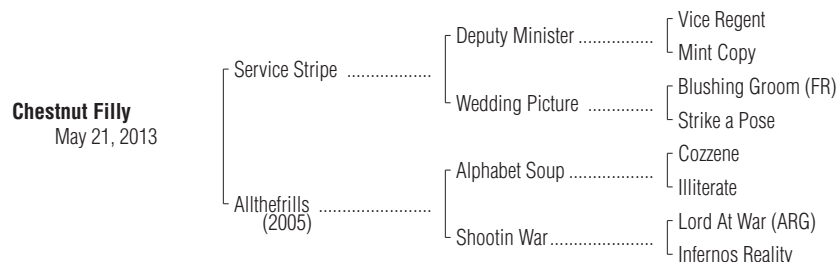 Vice Regent
Deputy Minister ...............
Mint Copy
Service Stripe .................
Blushing Groom (FR)
Wedding Picture ............
Strike a Pose
Chestnut Filly
May 21, 2013
Cozzene
Alphabet Soup ................
Illiterate
Allthefrills ........................
(2005)
Lord At War (ARG)
Shootin War....................
Infernos Reality